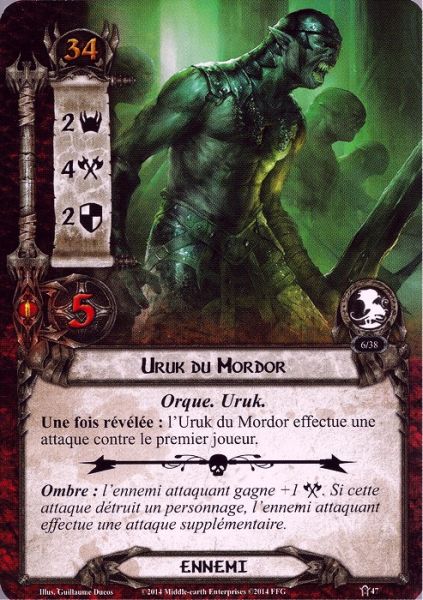 34
2
4
2
5
6/38
Uruk du Mordor
Orque. Uruk.
Une fois révélée : l'Uruk du Mordor effectue une
attaque contre le premier joueur.
Ombre : l'ennemi attaquant gagne +1 . Si cette
attaque détruit un personnage, l'ennemi attaquant
effectue une attaque supplémentaire.
ENNEMI
Illus. Guillaume Ducos ©2014 Middle-earth Enterprises ©2014 FFG 47